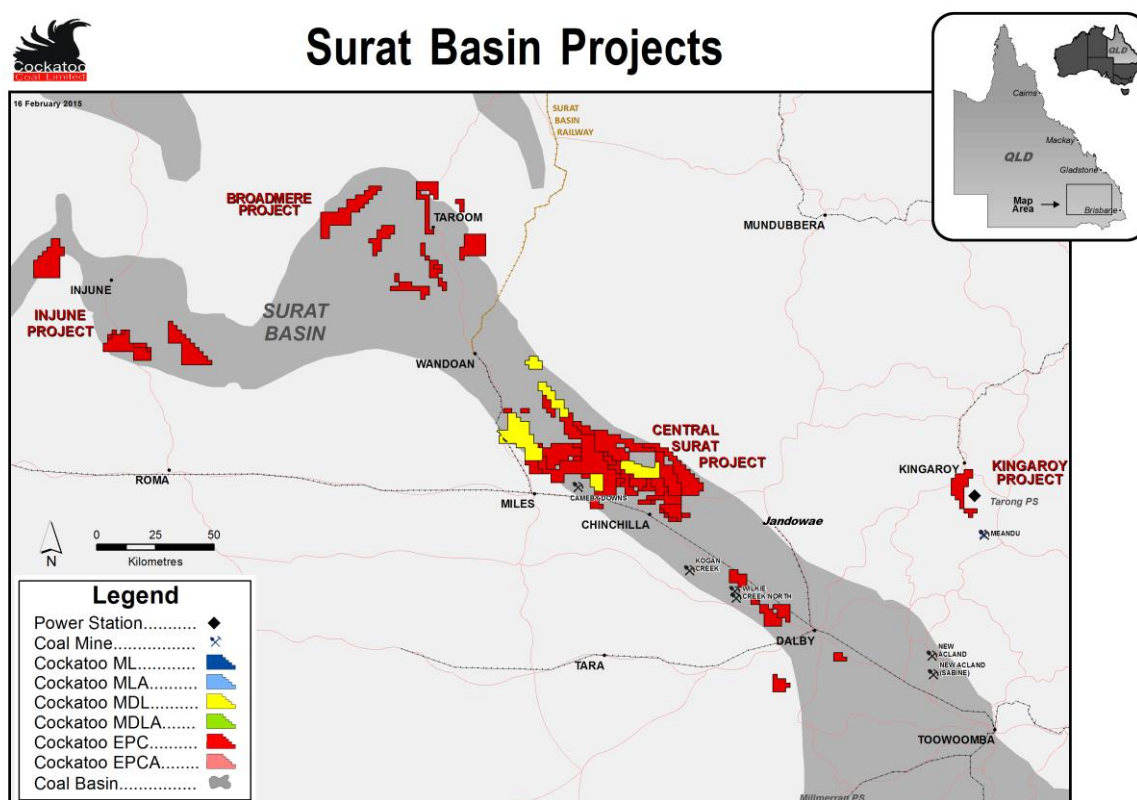 Surat Basin Projects
Cockatoo
Coal Limited
16 February 2015
SURAT
BASIN
RAILWAY
QLD
Cairns
Mackay
QLD
Gladstone
Map
Area
Brisbane
BROADMERE
PROJECT
TAROOM
MUNDUBBERA
INJUNE
INJUNE
PROJECT
SURAT
BASIN
WANDOAN
CENTRAL
SURAT
PROJECT
KINGAROY
KINGAROY
PROJECT
Tarong PS
MEANDU
ROMA
MILES
CAMEBY DOWNS
CHINCHILLA
Jandowae
N
0 25 50
Kilometres
KOGAN
CREEK
WILKIE
CREEK NORTH
DALBY
TARA
NEW
ACLAND
NEW ACLAND
(SABINE)
TOOWOOMBA
Millmerran PS
Legend
Power Station..........
Coal Mine.................
Cockatoo ML............
Cockatoo MLA..........
Cockatoo MDL..........
Cockatoo MDLA........
Cockatoo EPC...........
Cockatoo EPCA.........
Coal Basin...............